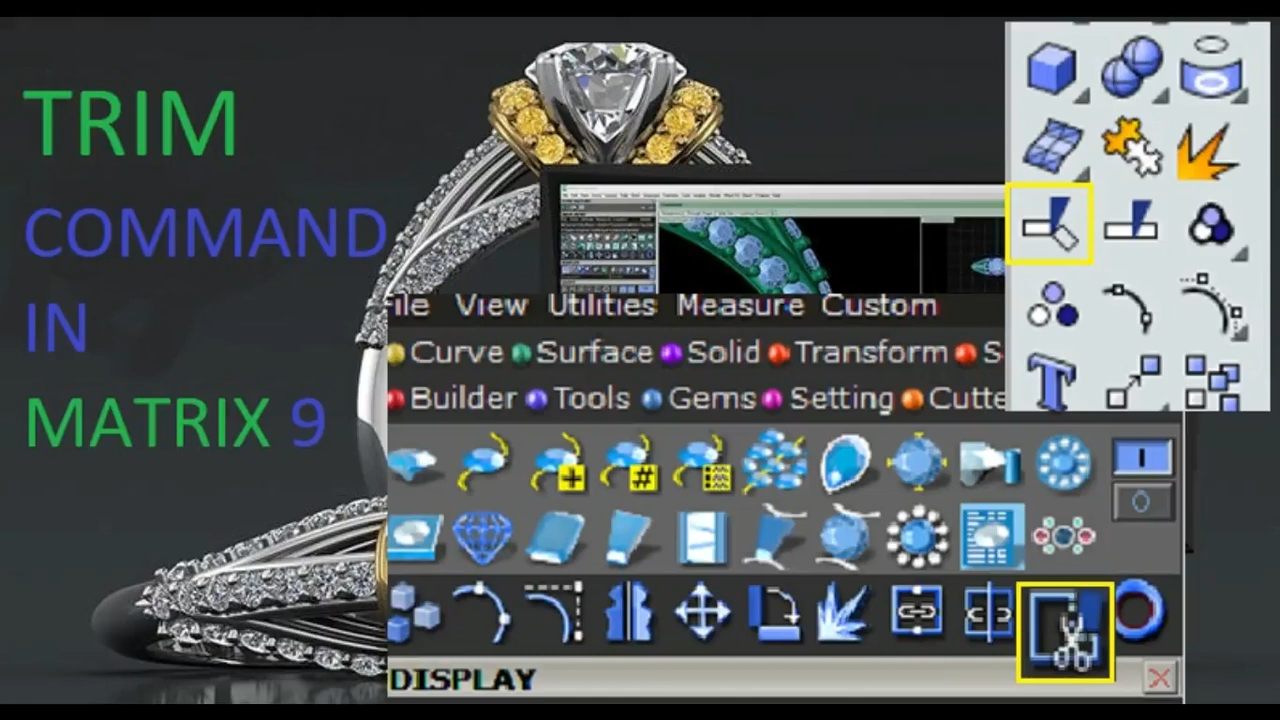 TRIM
COMMAND
IN
MATRIX 9
ile View Utilities Measure Custom
Curve Surface Solid Transform S
Builder Tools Gems Setting Cutte
DISPLAY